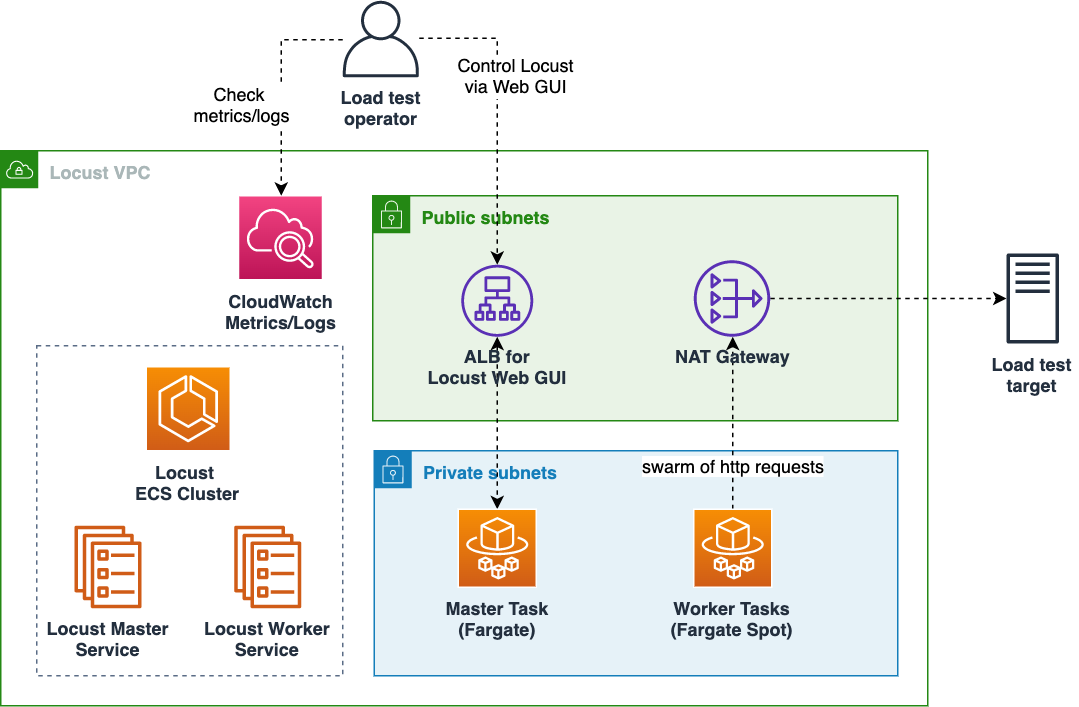 Load test
operator
Check
metrics/logs
Control Locust
via Web GUI
Locust VPC
CloudWatch
Metrics/Logs
Public subnets
ALB for
Locust Web GUI
NAT Gateway
Load test
target
Locust
ECS Cluster
Locust Master
Service
Locust Worker
Service
Private subnets
swarm of http requests
Master Task
(Fargate)
Worker Tasks
(Fargate Spot)